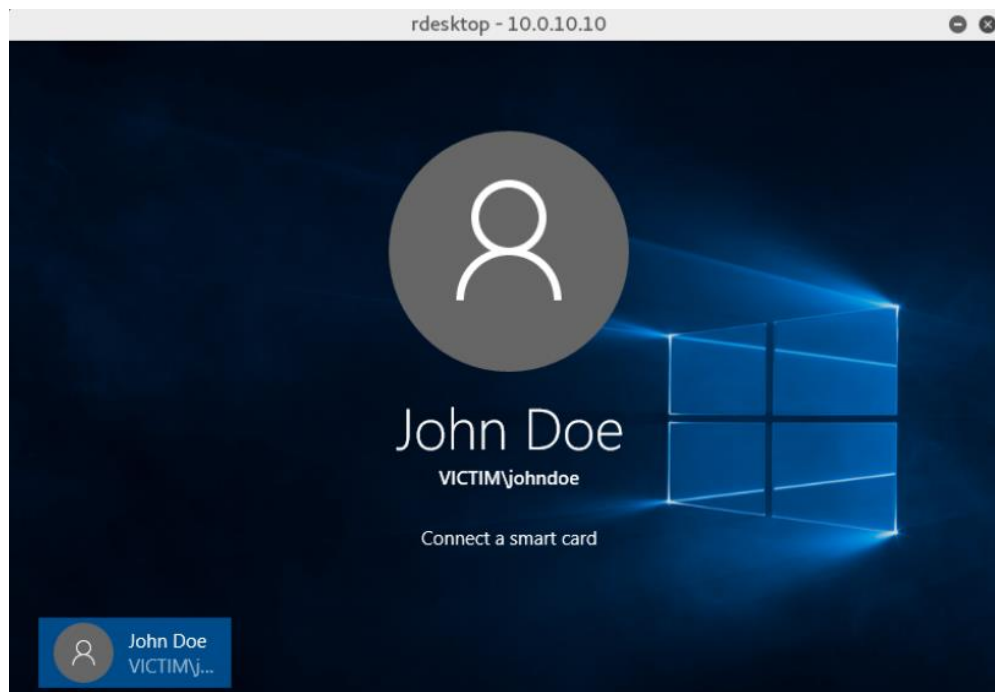 rdesktop - 10.0.10.10
John Doe
VICTIM\johndoe
Connect a smart card
John Doe
VICTIM\j...